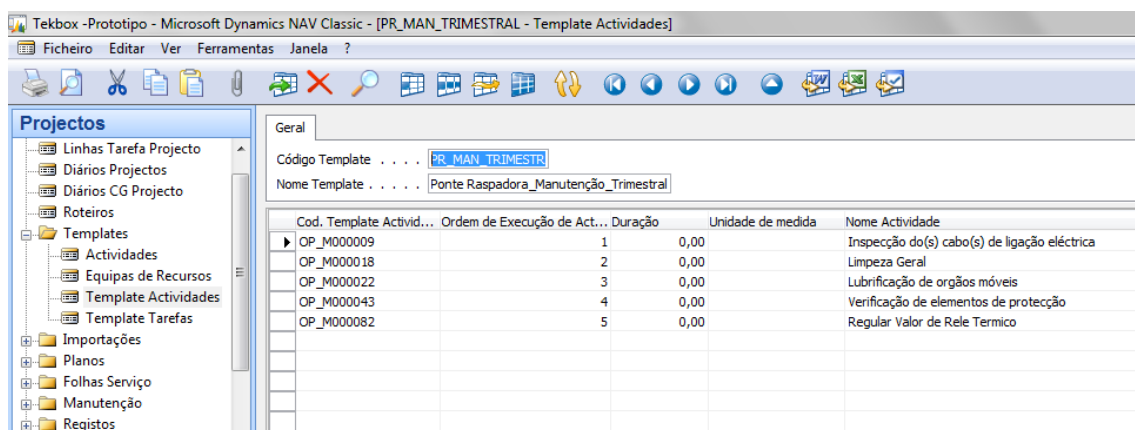 Tekbox -Prototipo - Microsoft Dynamics NAV Classic - [PR_MAN_TRIMESTRAL - Template Actividades]
Ficheiro Editar Ver Ferramentas Janela ?
Projectos
Linhas Tarefa Projecto
Diários Projectos
Diários CG Projecto
Roteiros
Templates
Actividades
Equipas de Recursos
Template Actividades
Template Tarefas
Importações
Planos
Folhas Serviço
Manutenção
Registos
Geral
Código Template . . . . PR_MAN_TRIMESTR
Nome Template . . . . . Ponte Raspadora_Manutenção_Trimestral
Cod. Template Activid... Ordem de Execução de Act... Duração Unidade de medida Nome Actividade
OP_M000009 1 0,00 Inspecção do(s) cabo(s) de ligação eléctrica
OP_M000018 2 0,00 Limpeza Geral
OP_M000022 3 0,00 Lubrificação de orgãos móveis
OP_M000043 4 0,00 Verificação de elementos de protecção
OP_M000082 5 0,00 Regular Valor de Rele Termico